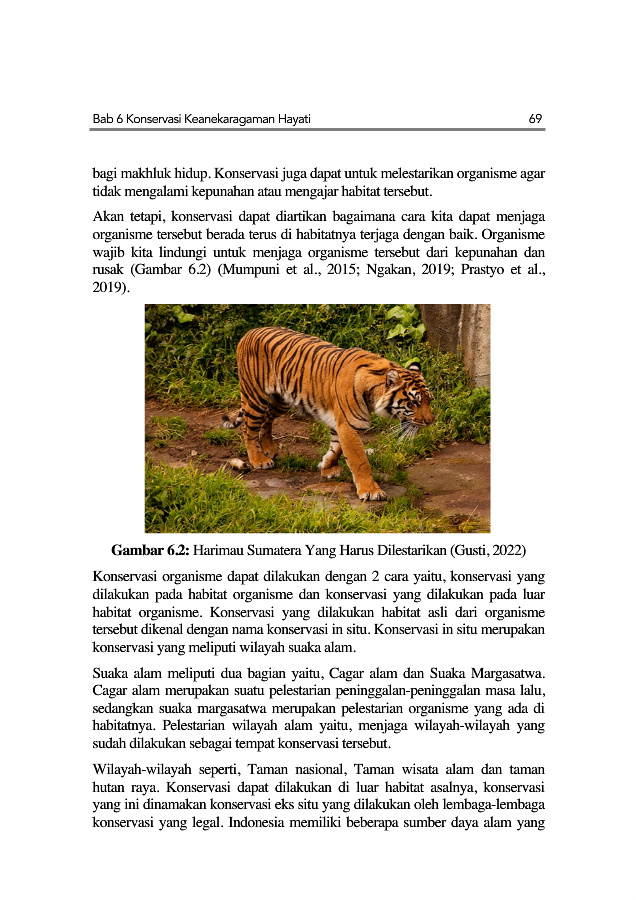 Bab 6 Konservasi Keanekaragaman Hayati 69
bagi makhluk hidup. Konservasi juga dapat untuk melestarikan organisme agar
tidak mengalami kepunahan atau mengajar habitat tersebut.
Akan tetapi, konservasi dapat diartikan bagaimana cara kita dapat menjaga
organisme tersebut berada terus di habitatnya terjaga dengan baik. Organisme
wajib kita lindungi untuk menjaga organisme tersebut dari kepunahan dan
rusak (Gambar 6.2) (Mumpuni et al., 2015; Ngakan, 2019; Prastyo et al.,
2019).
Gambar 6.2: Harimau Sumatera Yang Harus Dilestarikan (Gusti, 2022)
Konservasi organisme dapat dilakukan dengan 2 cara yaitu, konservasi yang
dilakukan pada habitat organisme dan konservasi yang dilakukan pada luar
habitat organisme. Konservasi yang dilakukan habitat asli dari organisme
tersebut dikenal dengan nama konservasi in situ. Konservasi in situ merupakan
konservasi yang meliputi wilayah suaka alam.
Suaka alam meliputi dua bagian yaitu, Cagar alam dan Suaka Margasatwa.
Cagar alam merupakan suatu pelestarian peninggalan-peninggalan masa lalu,
sedangkan suaka margasatwa merupakan pelestarian organisme yang ada di
habitatnya. Pelestarian wilayah alam yaitu, menjaga wilayah-wilayah yang
sudah dilakukan sebagai tempat konservasi tersebut.
Wilayah-wilayah seperti, Taman nasional, Taman wisata alam dan taman
hutan raya. Konservasi dapat dilakukan di luar habitat asalnya, konservasi
yang ini dinamakan konservasi eks situ yang dilakukan oleh lembaga-lembaga
konservasi yang legal. Indonesia memiliki beberapa sumber daya alam yang